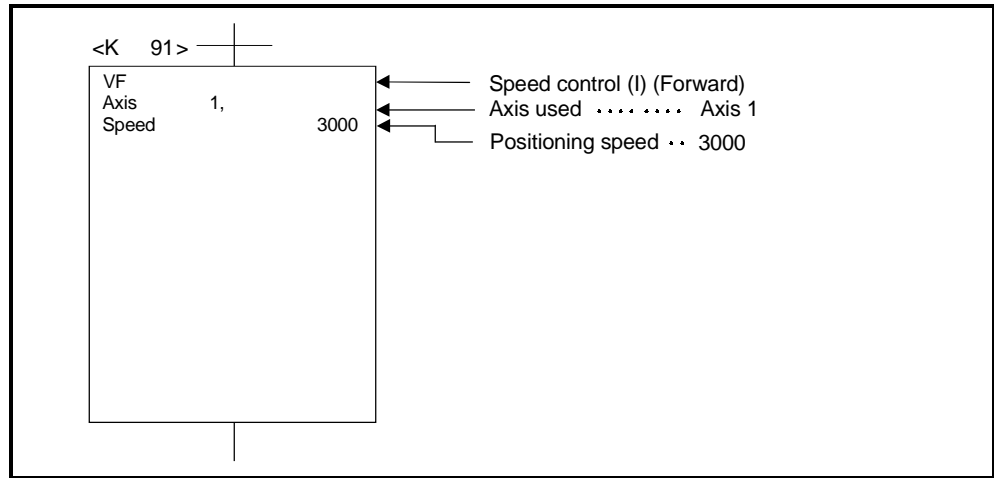 <K 91>
VF
Axis 1,
Speed 3000
Speed control (I) (Forward)
Axis used ········ Axis 1
Positioning speed ·· 3000